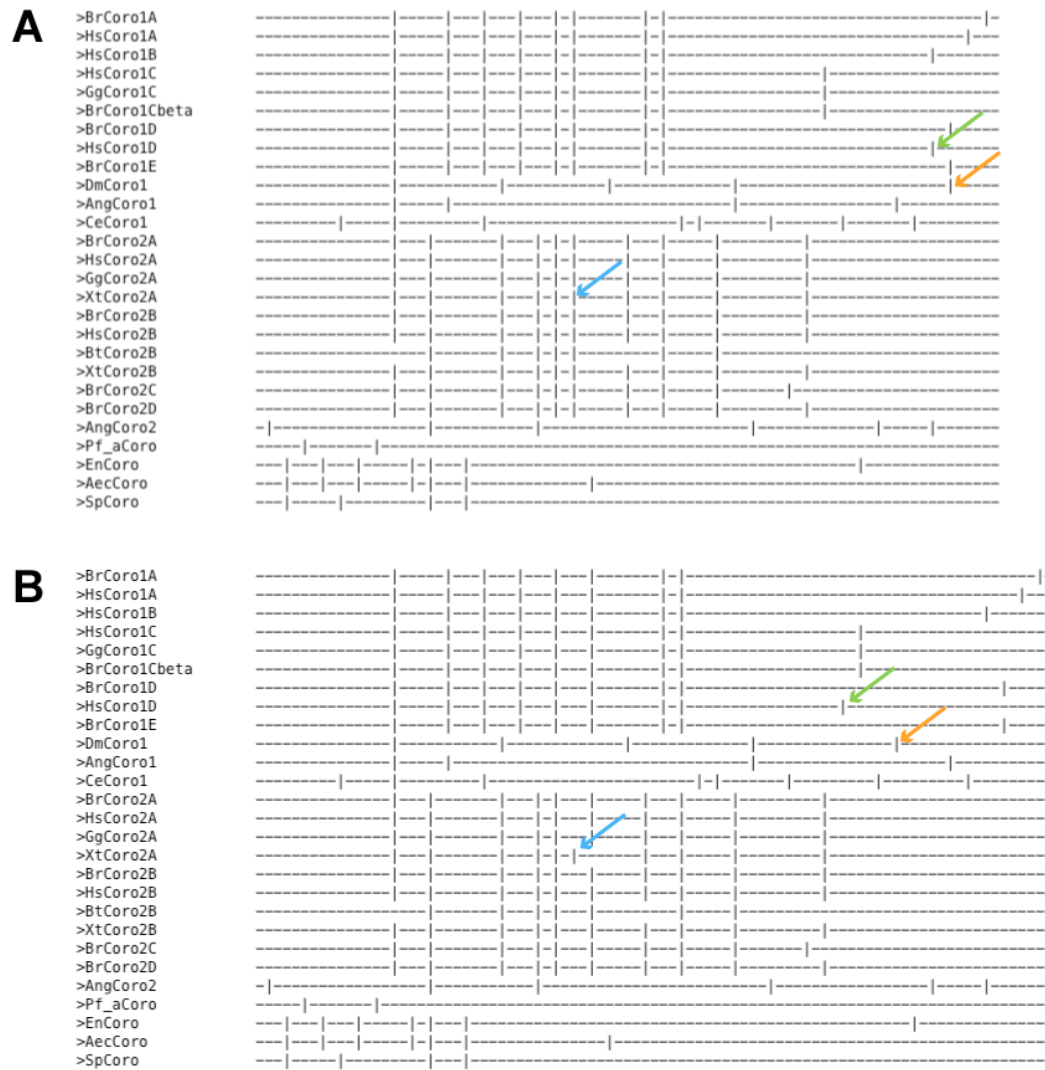 A
>BrCoro1A
>HsCoro1A
>HsCoro1B
>HsCoro1C
>GgCoro1C
>BrCoro1Cbeta
>BrCoro1D
>HsCoro1D
>BrCoro1E
>DmCoro1
>AngCoro1
>CeCoro1
>BrCoro2A
>HsCoro2A
>GgCoro2A
>XtCoro2A
>BrCoro2B
>HsCoro2B
>BtCoro2B
>XtCoro2B
>BrCoro2C
>BrCoro2D
>AngCoro2
>Pf_aCoro
>EnCoro
>AecCoro
>SpCoro
B
>BrCoro1A
>HsCoro1A
>HsCoro1B
>HsCoro1C
>GgCoro1C
>BrCoro1Cbeta
>BrCoro1D
>HsCoro1D
>BrCoro1E
>DmCoro1
>AngCoro1
>CeCoro1
>BrCoro2A
>HsCoro2A
>GgCoro2A
>XtCoro2A
>BrCoro2B
>HsCoro2B
>BtCoro2B
>XtCoro2B
>BrCoro2C
>BrCoro2D
>AngCoro2
>Pf_aCoro
>EnCoro
>AecCoro
>SpCoro